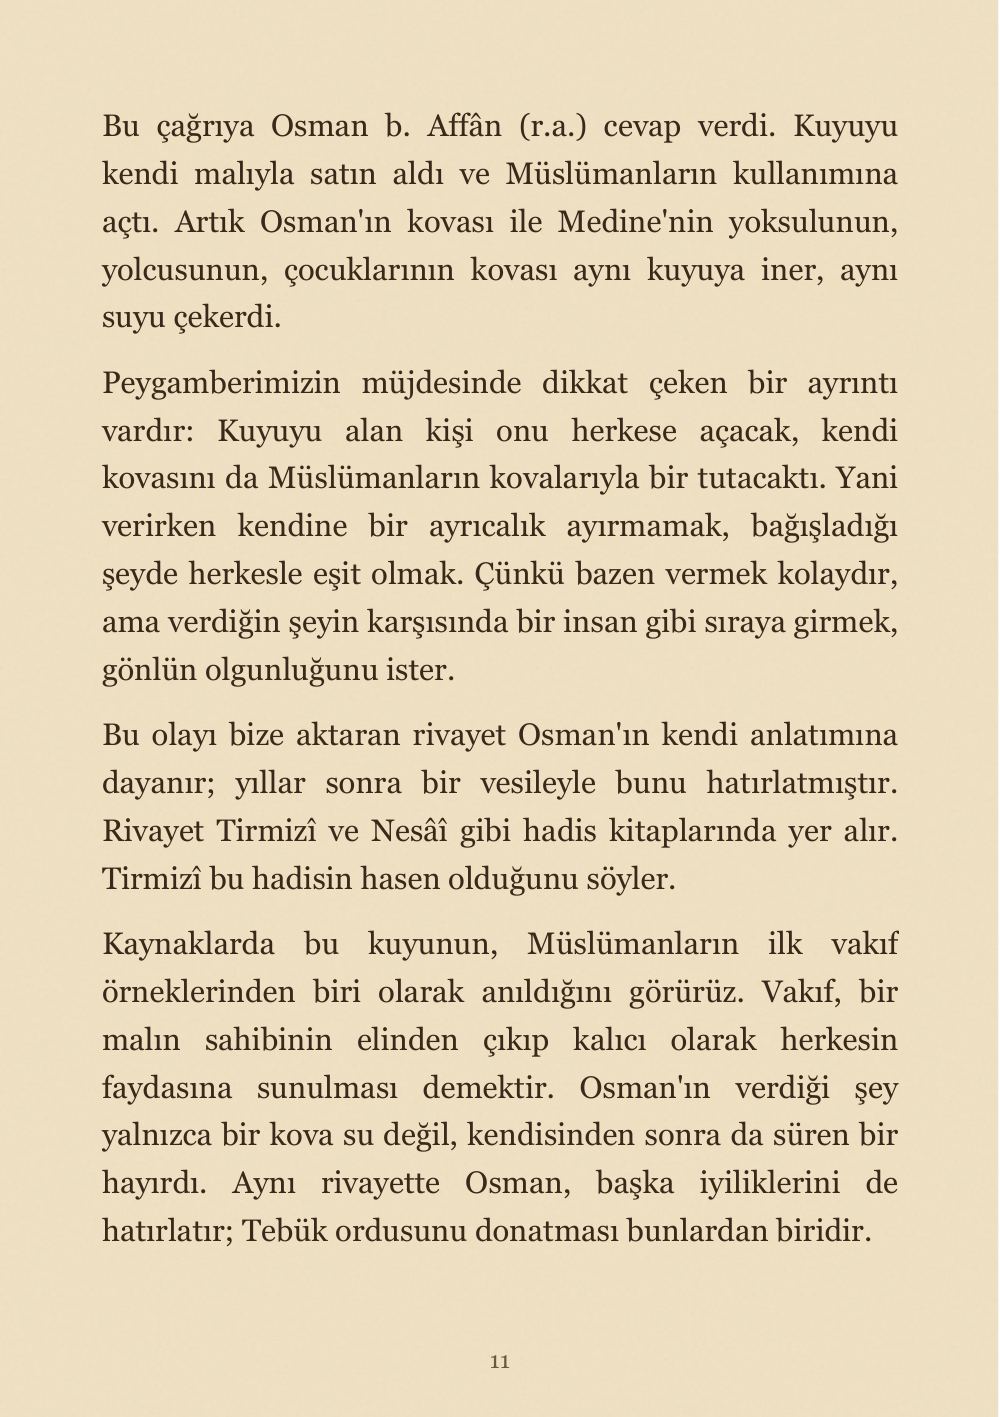 Bu çağrıya Osman b. Affân (r.a.) cevap verdi. Kuyuyu
kendi malıyla satın aldı ve Müslümanların kullanımına
açtı. Artık Osman'ın kovası ile Medine'nin yoksulunun,
yolcusunun, çocuklarının kovası aynı kuyuya iner, aynı
suyu çekerdi.
Peygamberimizin müjdesinde dikkat çeken bir ayrıntı
vardır: Kuyuyu alan kişi onu herkese açacak, kendi
kovasını da Müslümanların kovalarıyla bir tutacaktı. Yani
verirken kendine bir ayrıcalık ayırmamak, bağışladığı
şeyde herkesle eşit olmak. Çünkü bazen vermek kolaydır,
ama verdiğin şeyin karşısında bir insan gibi sıraya girmek,
gönlün olgunluğunu ister.
Bu olayı bize aktaran rivayet Osman'ın kendi anlatımına
dayanır; yıllar sonra bir vesileyle bunu hatırlatmıştır.
Rivayet Tirmizî ve Nesâî gibi hadis kitaplarında yer alır.
Tirmizî bu hadisin hasen olduğunu söyler.
Kaynaklarda bu kuyunun, Müslümanların ilk vakıf
örneklerinden biri olarak anıldığını görürüz. Vakıf, bir
malın sahibinin elinden çıkıp kalıcı olarak herkesin
faydasına sunulması demektir. Osman'ın verdiği şey
yalnızca bir kova su değil, kendisinden sonra da süren bir
hayırdı. Aynı rivayette Osman, başka iyiliklerini de
hatırlatır; Tebük ordusunu donatması bunlardan biridir.
11